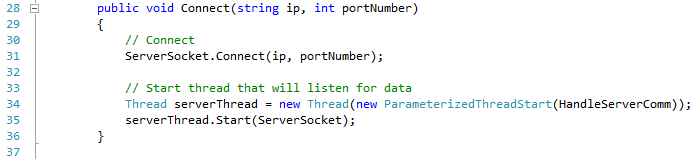 28 public void Connect(string ip, int portNumber)
29 {
30 // Connect
31 ServerSocket.Connect(ip, portNumber);
32
33 // Start thread that will listen for data
34 Thread serverThread = new Thread(new ParameterizedThreadStart(HandleServerComm));
35 serverThread.Start(ServerSocket);
36 }
37